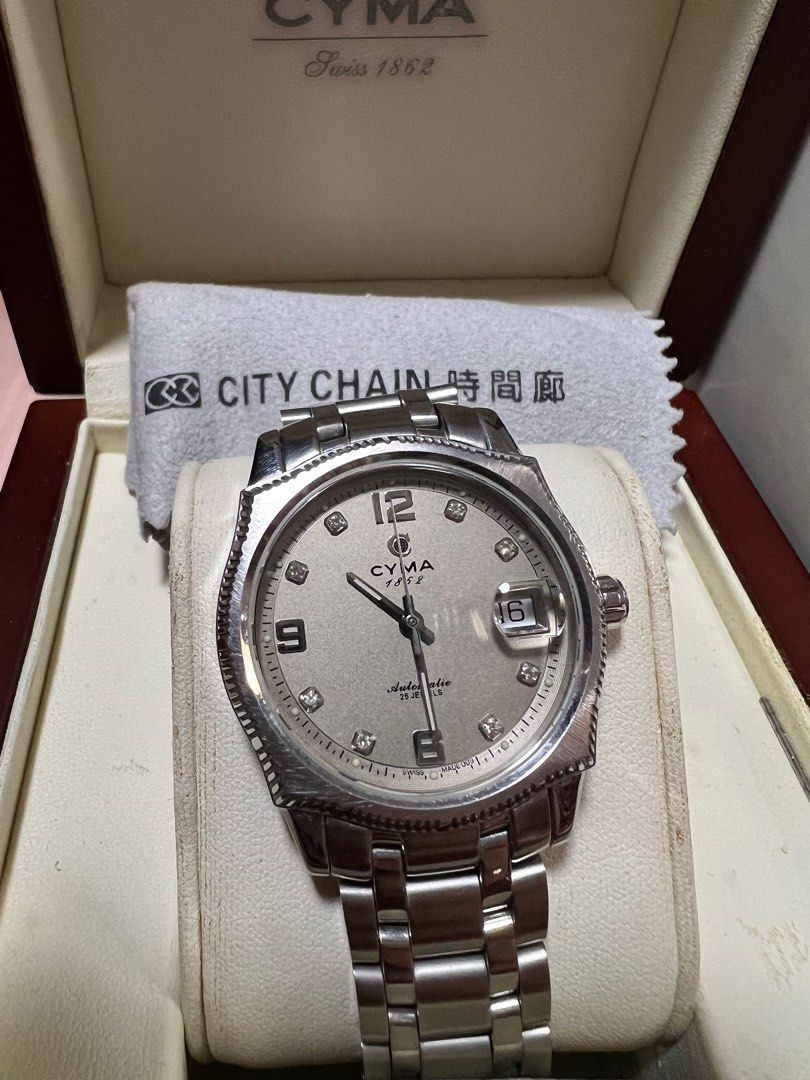 CYMA
Swiss 1862
CITY CHAIN 時間廊
12
CYMA
1862
16
9
Automatic
25 JEWELS
6
SWISS MADE